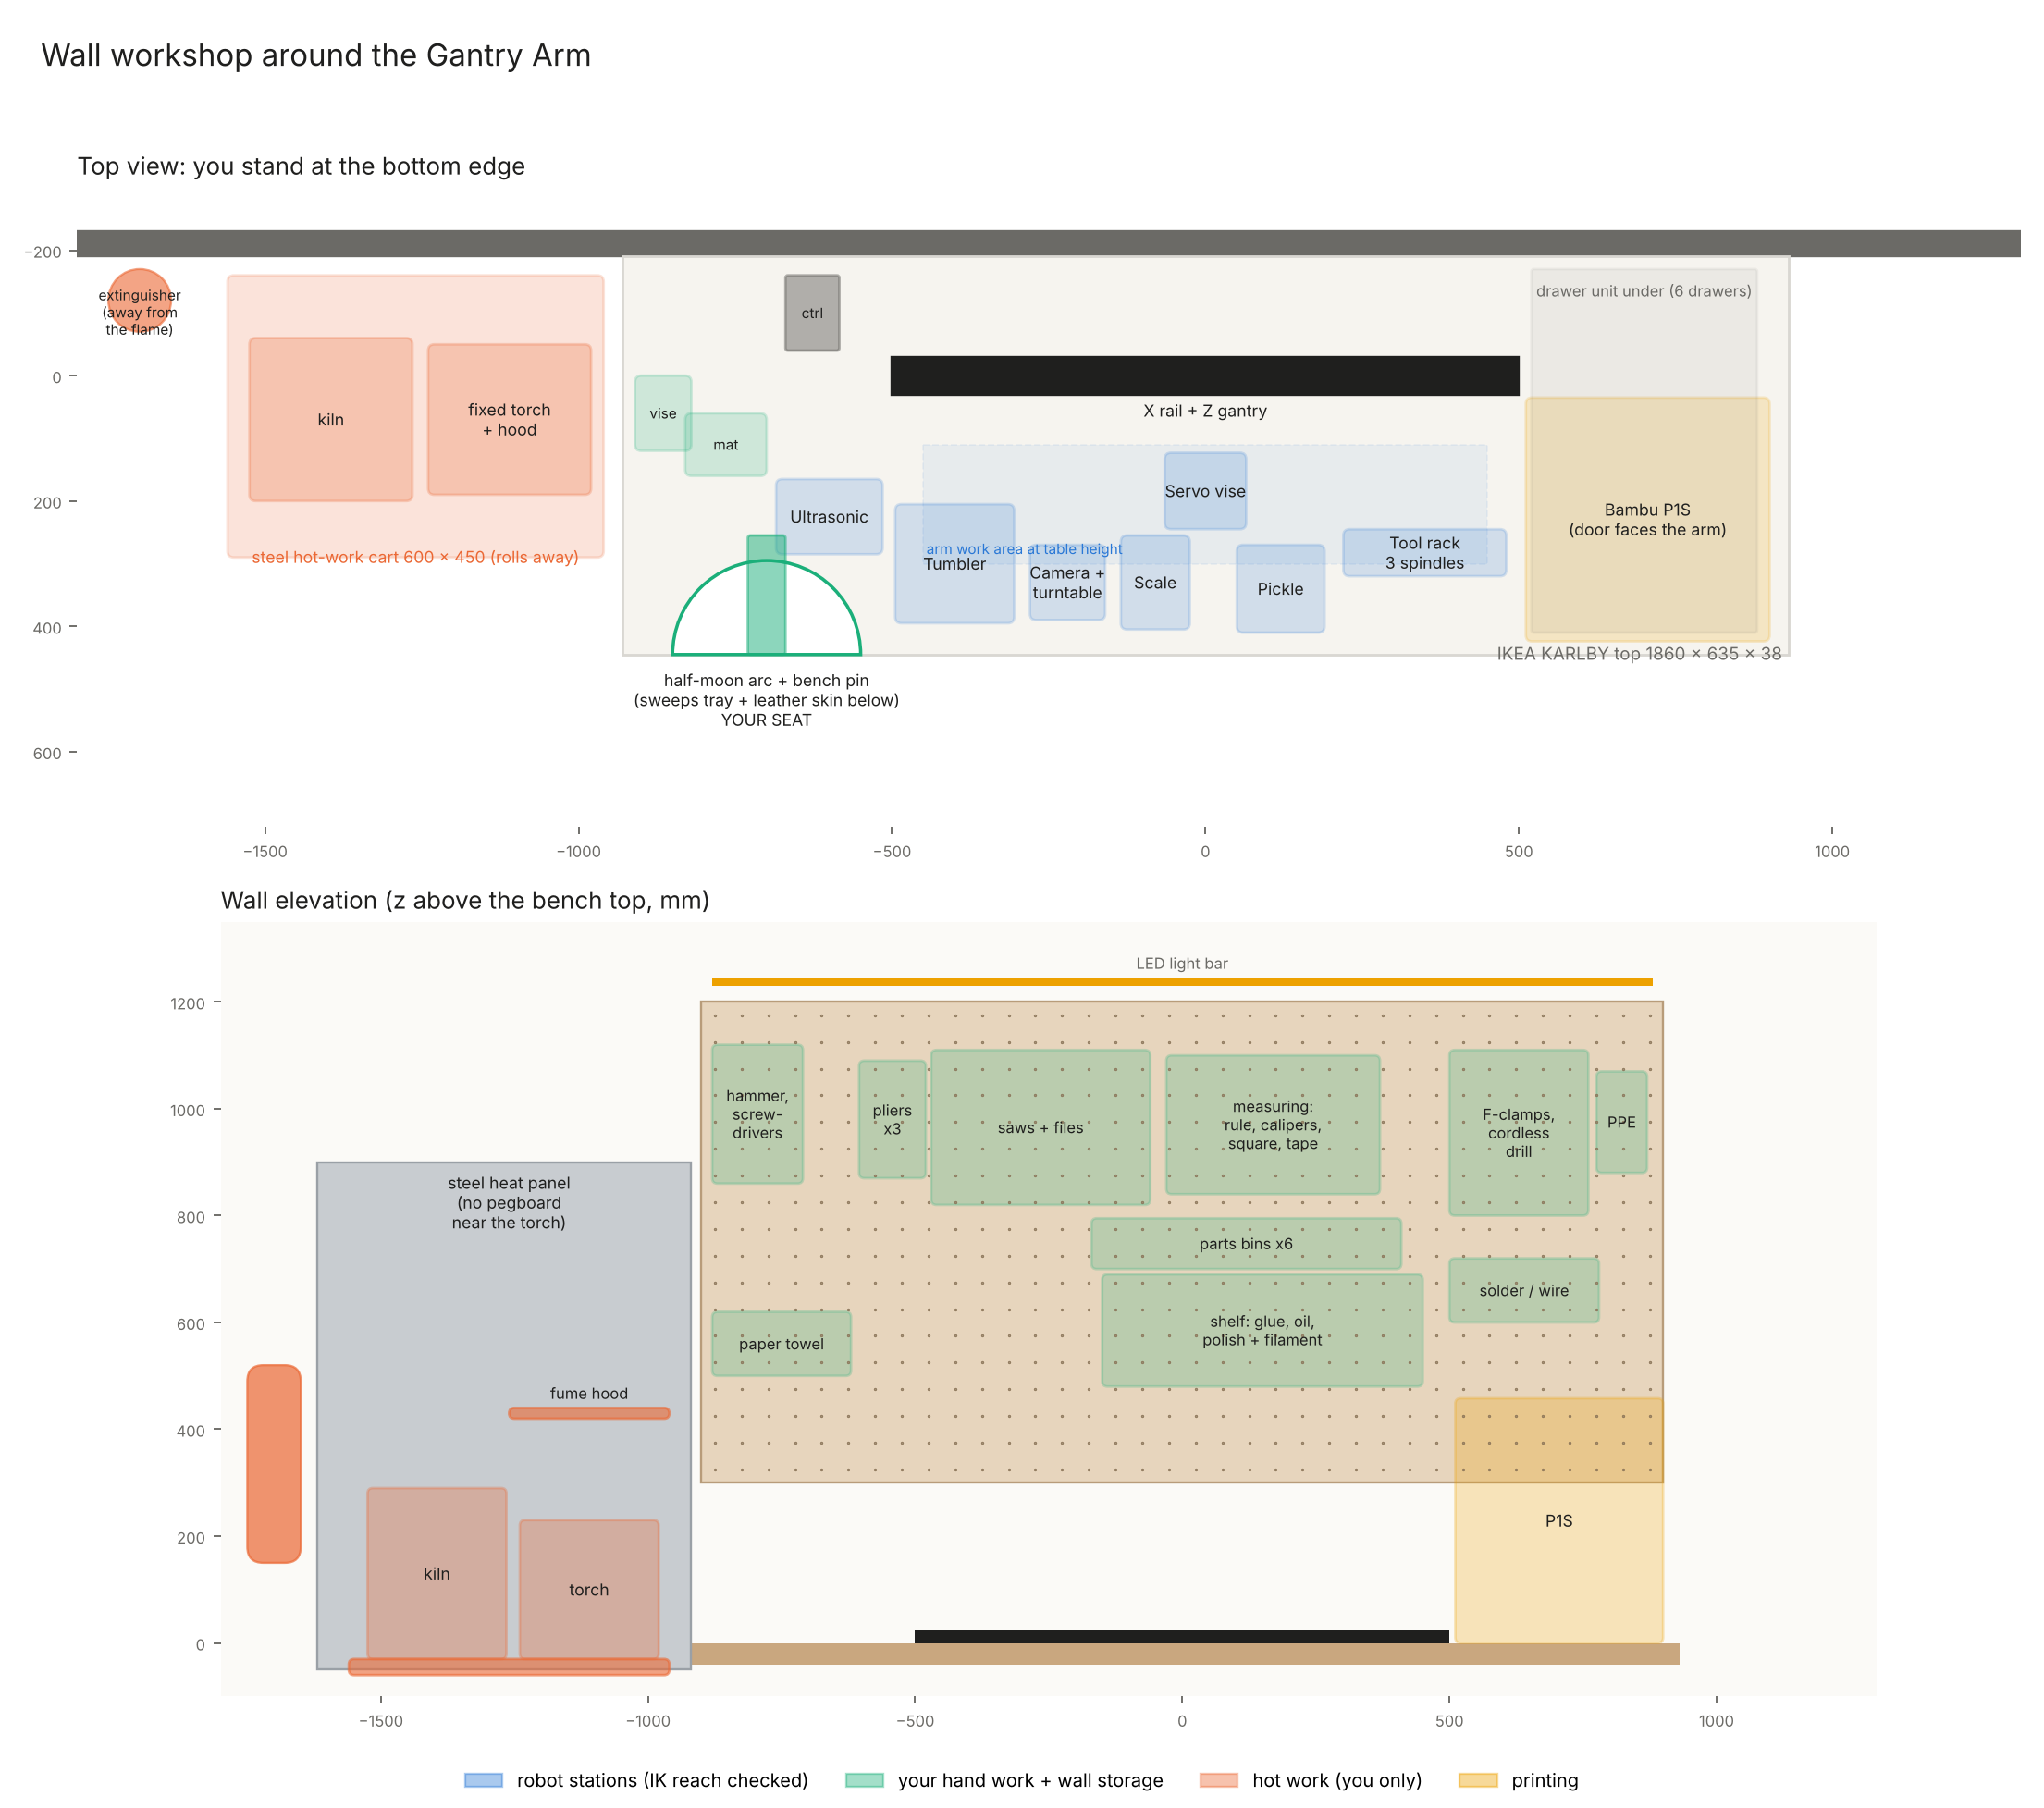 Wall workshop around the Gantry Arm
Top view: you stand at the bottom edge
−200
0
200
400
600
extinguisher
(away from
the flame)
kiln
fixed torch
+ hood
steel hot-work cart 600 × 450 (rolls away)
ctrl
vise
mat
X rail + Z gantry
drawer unit under (6 drawers)
Ultrasonic
Servo vise
arm work area at table height
Tumbler
Camera +
turntable
Scale
Pickle
Tool rack
3 spindles
Bambu P1S
(door faces the arm)
IKEA KARLBY top 1860 × 635 × 38
half-moon arc + bench pin
(sweeps tray + leather skin below)
YOUR SEAT
−1500
−1000
−500
0
500
1000
Wall elevation (z above the bench top, mm)
LED light bar
1200
1000
800
600
400
200
0
hammer,
screw-
drivers
pliers
x3
saws + files
measuring:
rule, calipers,
square, tape
F-clamps,
cordless
drill
PPE
steel heat panel
(no pegboard
near the torch)
parts bins x6
solder / wire
shelf: glue, oil,
polish + filament
paper towel
fume hood
kiln
torch
P1S
−1500
−1000
−500
0
500
1000
robot stations (IK reach checked)
your hand work + wall storage
hot work (you only)
printing